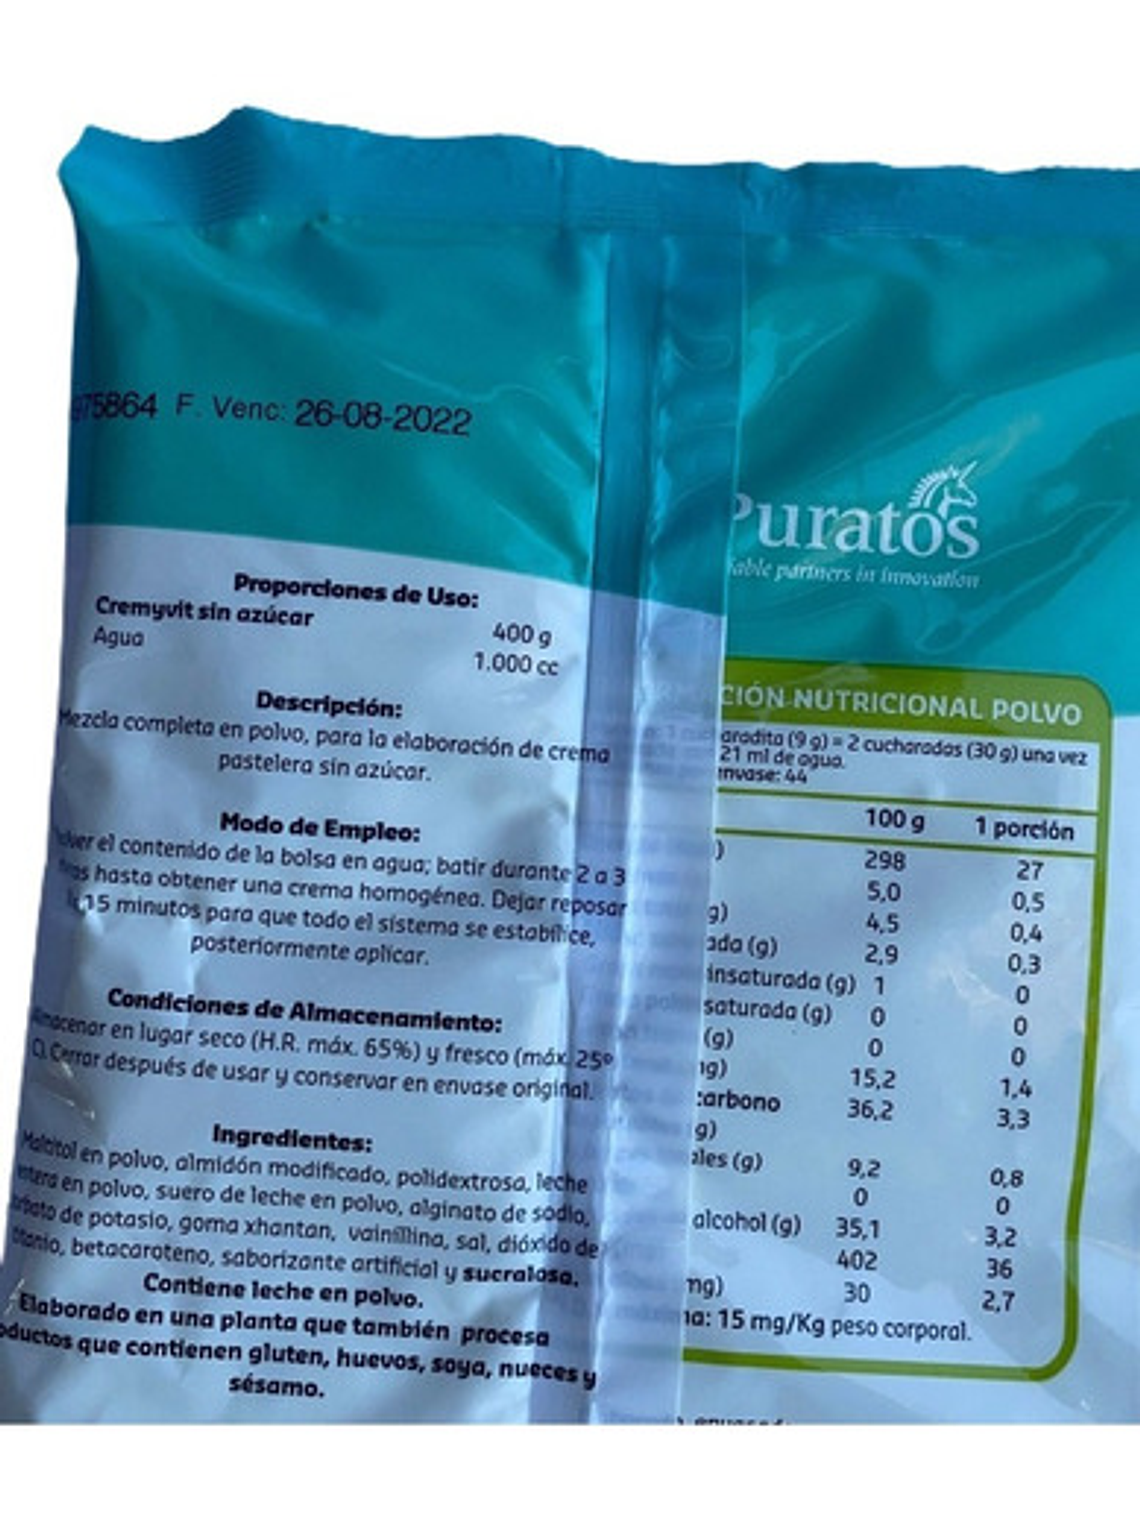 75864 F. Venc: 26-08-2022
Puratos
partners in innovation
Proporciones de Uso:
Cremyvit sin azúcar 400 g
Agua 1.000 cc
Descripción:
Mezcla completa en polvo, para la elaboración de crema
pastelera sin azúcar.
Modo de Empleo:
el contenido de la bolsa en agua; batir durante 2 a 3
hasta obtener una crema homogénea. Dejar reposar
15 minutos para que todo el sistema se estabilice,
posteriormente aplicar.
Condiciones de Almacenamiento:
Almacenar en lugar seco (H.R. máx. 65%) y fresco (máx 25º
C). Cerrar después de usar y conservar en envase original.
Ingredientes:
Maltitol en polvo, almidón modificado, polidextrosa, leche
entera en polvo, suero de leche en polvo, alginato de sodio,
de potasio, goma xhantan, vainillina, sal, dióxido de
titanio, betacaroteno, saborizante artificial y sucralosa.
Contiene leche en polvo.
Elaborado en una planta que también procesa
productos que contienen gluten, huevos, soya, nueces y
sésamo.
CIÓN NUTRICIONAL POLVO
(9 g) = 2 cucharadas (30 g) una vez
21 ml de agua.
envase: 44
100 g 1 porción
) 298 27
5,0 0,5
g) 4,5 0,4
ada (g) 2,9 0,3
insaturada (g) 1 0
saturada (g) 0 0
(g) 0 0
15,2 1,4
carbono 36,2 3,3
g)
ales (g) 9,2 0,8
0 0
alcohol (g) 35,1 3,2
402 36
mg) 30 2,7
15 mg/Kg peso corporal.